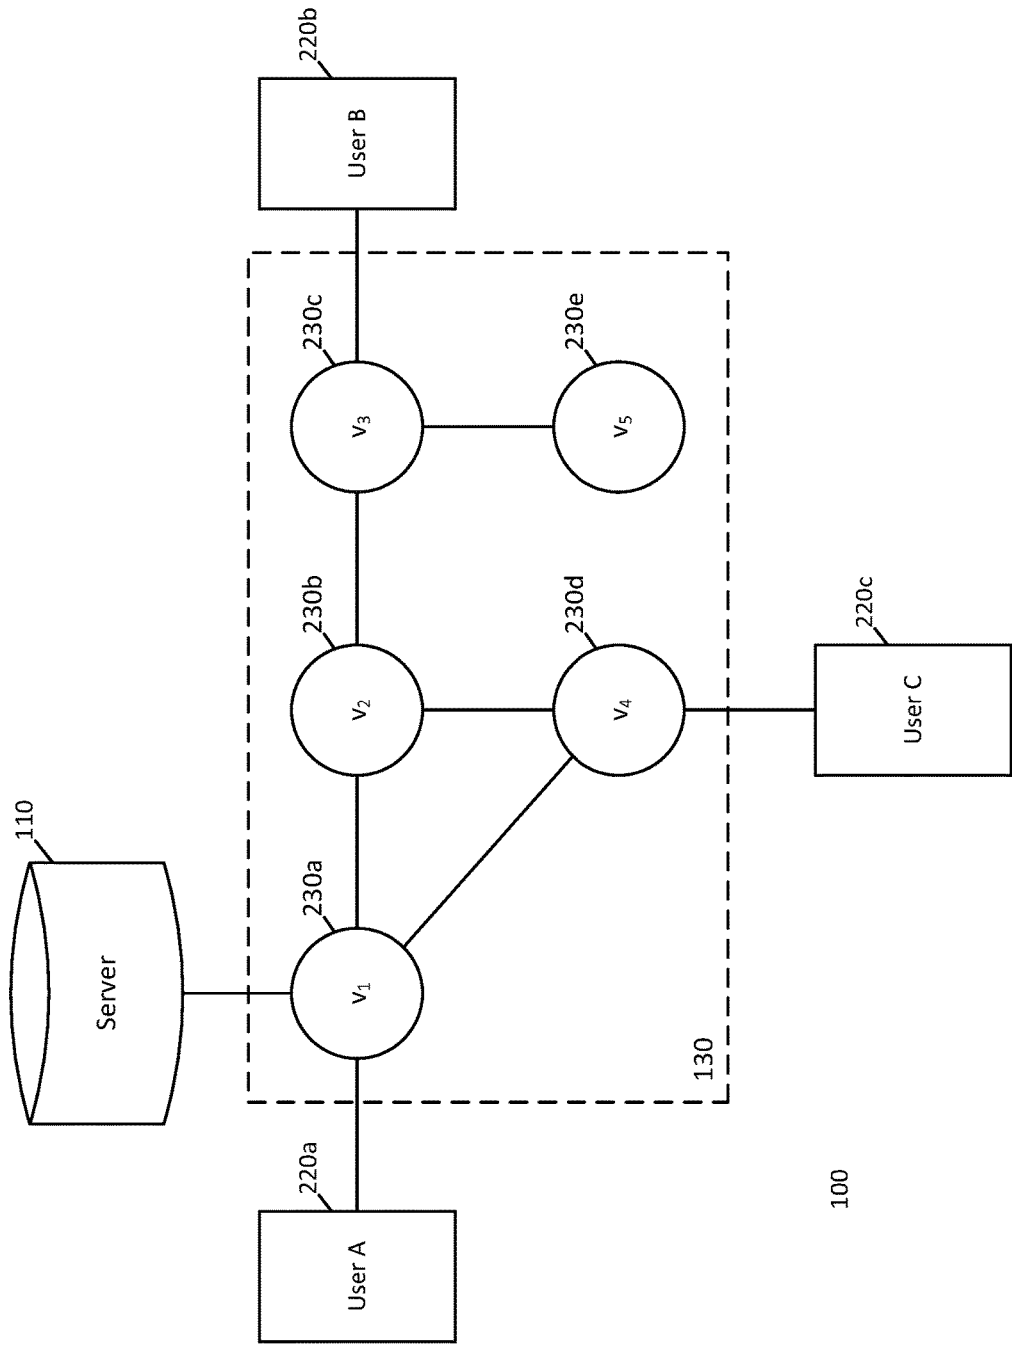 110
Server
220a
User A
230a
v₁
230b
v₂
230c
v₃
220b
User B
230d
v₄
230e
v₅
130
220c
User C
100